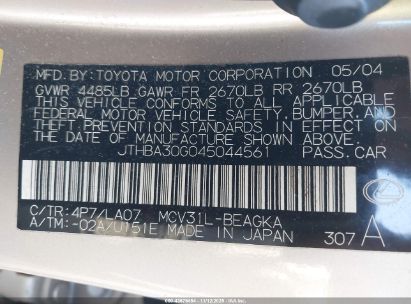 MFD.BY:TOYOTA MOTOR CORPORATION 05/04
GVWR 4485LB GAWR FR 2670LB RR 2670LB
THIS VEHICLE CONFORMS TO ALL APPLICABLE
FEDERAL MOTOR VEHICLE SAFETY,BUMPER,AND
THEFT PREVENTION STANDARDS IN EFFECT ON
THE DATE OF MANUFACTURE SHOWN ABOVE.
JTHBA30G045044561 PASS.CAR
C/TR:4P7/LA07 MCV31L-BEAGKA
A/TM:-02A/U151E MADE IN JAPAN 307 A